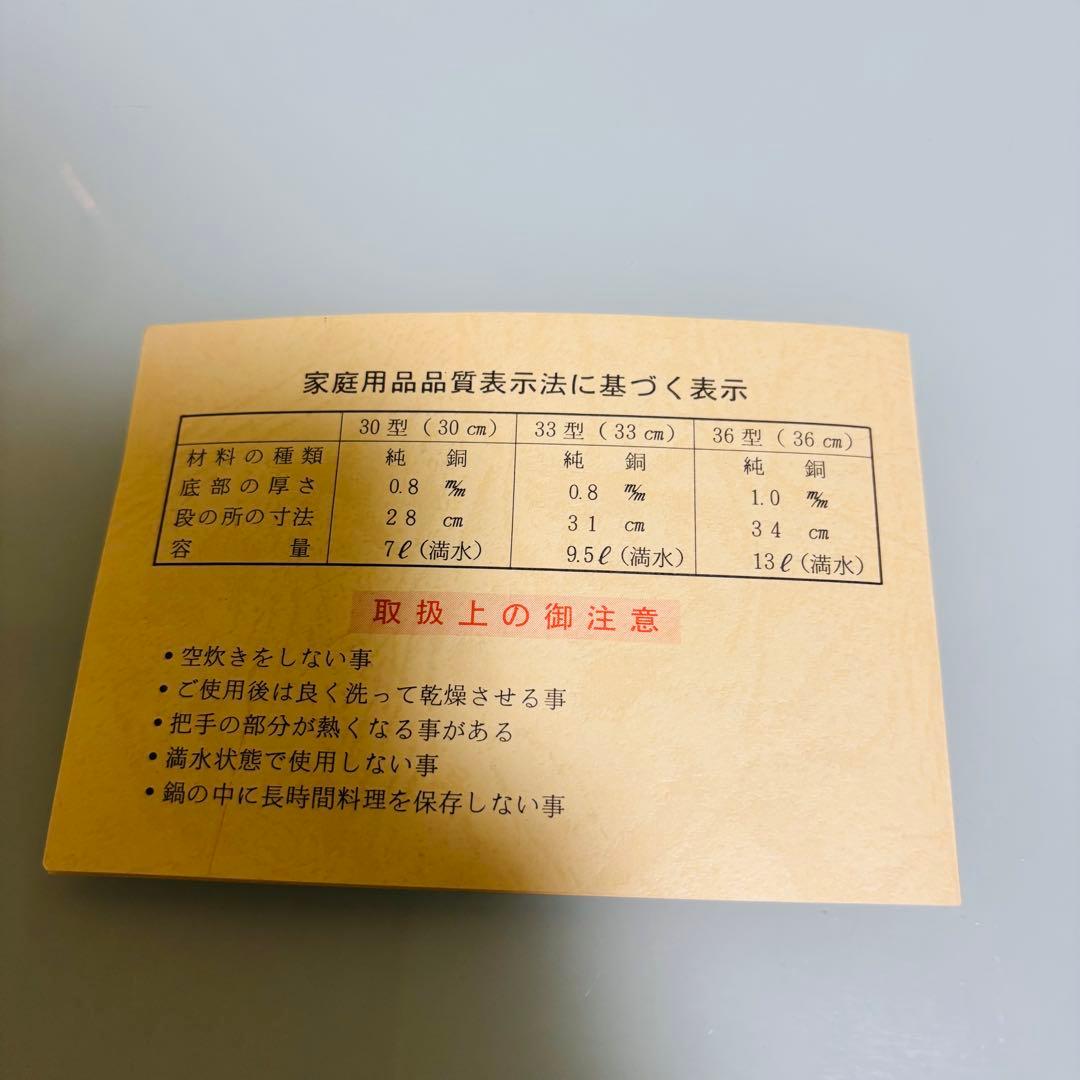 家庭用品品質表示法に基づく表示
30型（30㎝） 33型（33㎝） 36型（36㎝）
材料の種類 純銅 純銅 純銅
底部の厚さ 0.8 ㎜ 0.8 ㎜ 1.0 ㎜
段の所の寸法 28 ㎝ 31 ㎝ 34 ㎝
容量 7ℓ（満水） 9.5ℓ（満水） 13ℓ（満水）
取扱上の御注意
•空炊きをしない事
•ご使用後は良く洗って乾燥させる事
•把手の部分が熱くなる事がある
•満水状態で使用しない事
•鍋の中に長時間料理を保存しない事